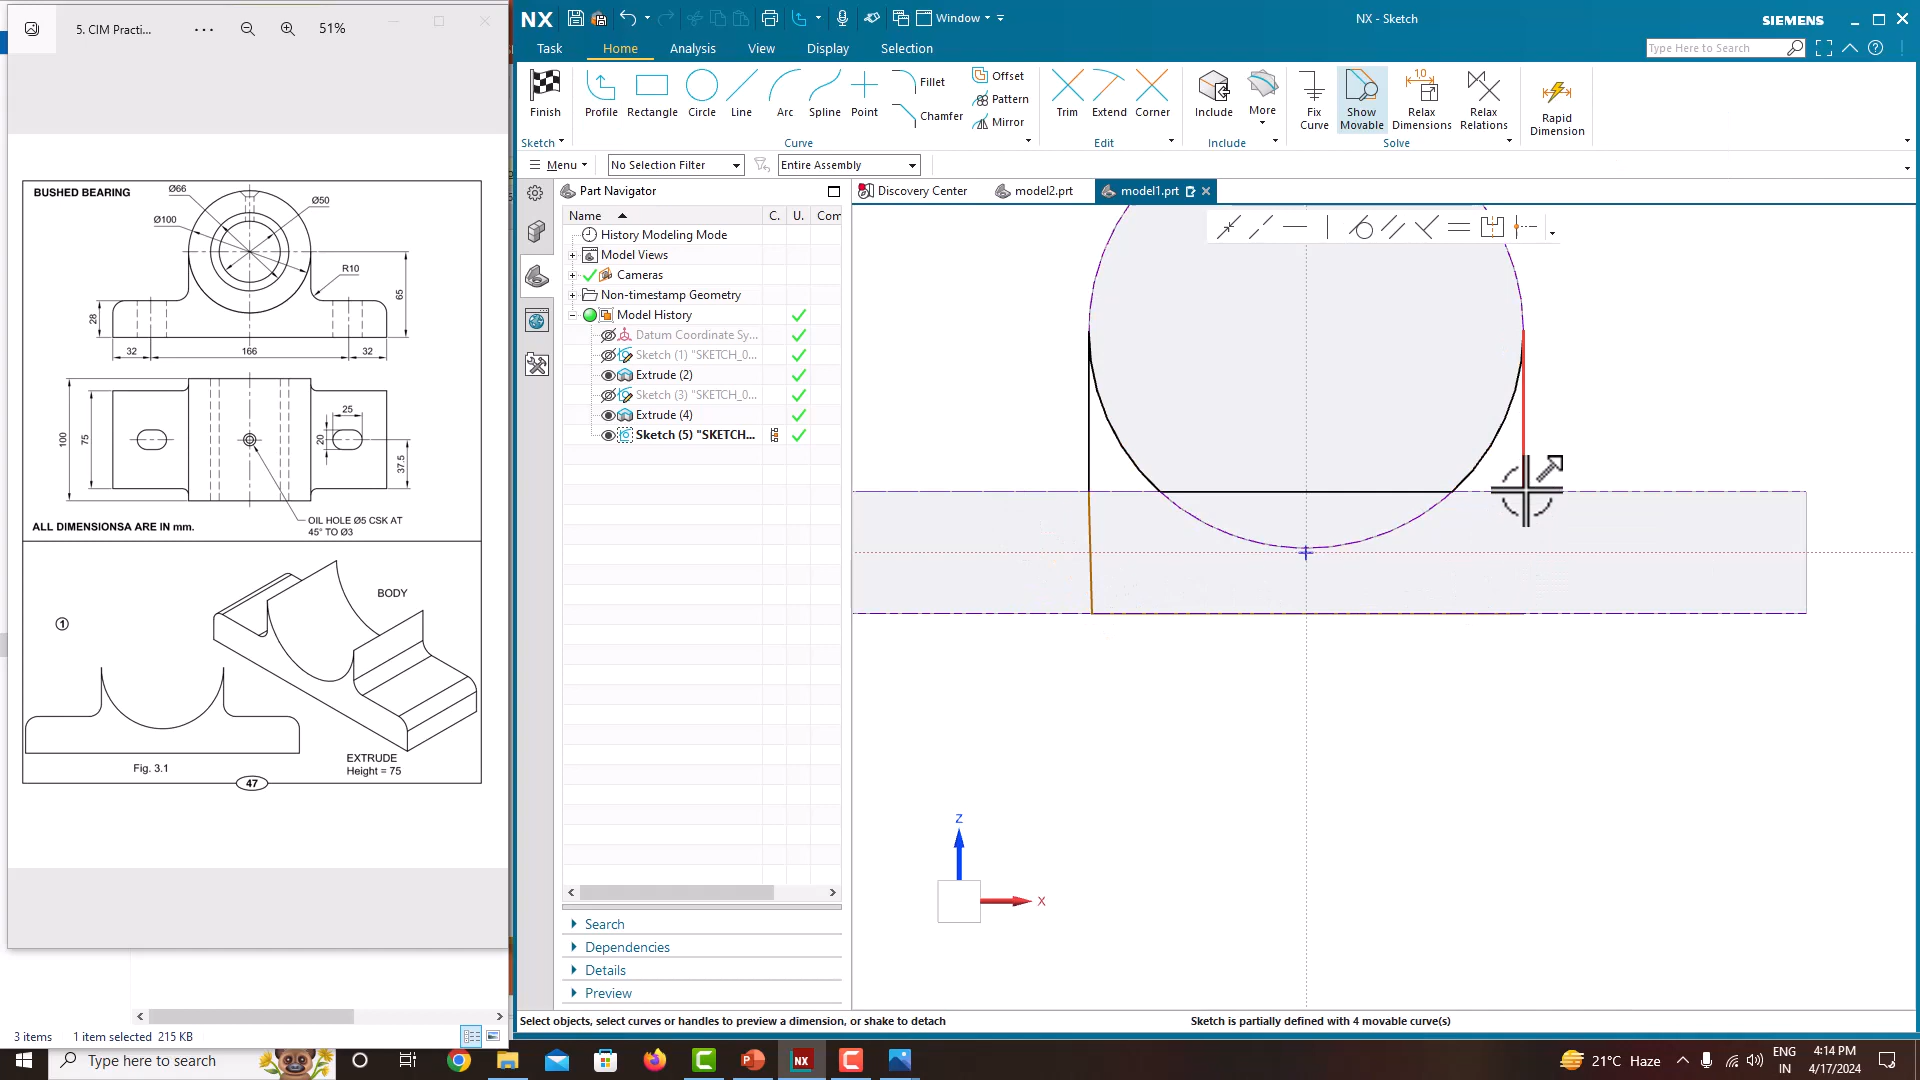 5. CIM Practi...
51%
BUSHED BEARING
Ø66
Ø50
Ø100
R10
65
28
32
166
32
25
100
75
20
37.5
OIL HOLE Ø5 CSK AT
45° TO Ø3
ALL DIMENSIONSA ARE IN mm.
BODY
1
Fig. 3.1
EXTRUDE
Height = 75
47
3 items
1 item selected 215 KB
NX
Window
NX - Sketch
SIEMENS
Task
Home
Analysis
View
Display
Selection
Type Here to Search
Finish
Profile
Rectangle
Circle
Line
Arc
Spline
Point
Fillet
Chamfer
Offset
Pattern
Mirror
Trim
Extend
Corner
Include
More
Fix
Curve
Show
Movable
Relax
Dimensions
Relax
Relations
1,0
Rapid
Dimension
Sketch
Curve
Edit
Include
Solve
Menu
No Selection Filter
Entire Assembly
Part Navigator
Discovery Center
model2.prt
model1.prt
Name
C.
U.
Com
History Modeling Mode
Model Views
Cameras
Non-timestamp Geometry
Model History
Datum Coordinate Sy...
Sketch (1) "SKETCH_0...
Extrude (2)
Sketch (3) "SKETCH_0...
Extrude (4)
Sketch (5) "SKETCH...
Search
Dependencies
Details
Preview
Z
X
Select objects, select curves or handles to preview a dimension, or shake to detach
Sketch is partially defined with 4 movable curve(s)
Type here to search
NX
21°C Haze
ENG
IN
4:14 PM
4/17/2024